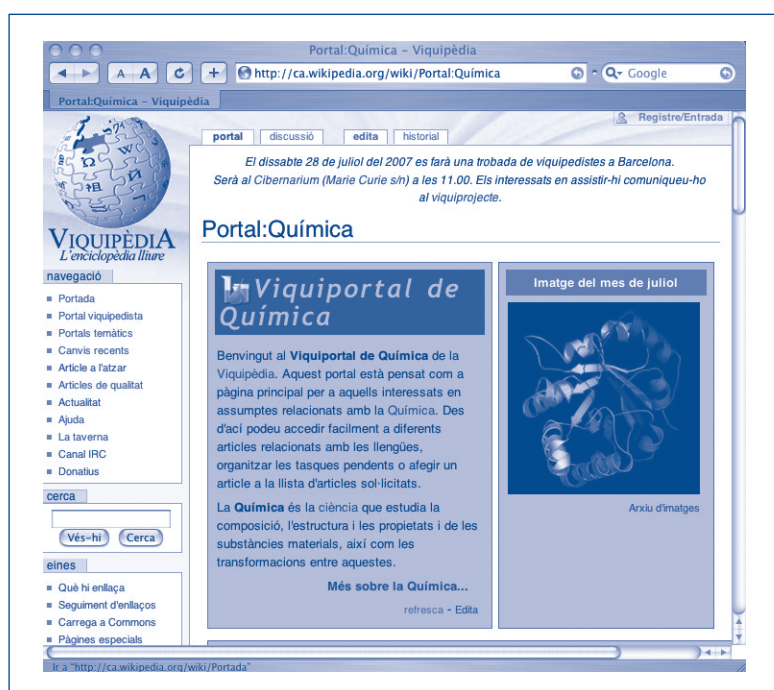 Portal:Química – Viquipèdia
A A
http://ca.wikipedia.org/wiki/Portal:Química
Google
Portal:Química – Viquipèdia
Registre/Entrada
portal discussió edita historial
El dissabte 28 de juliol del 2007 es farà una trobada de viquipedistes a Barcelona.
Serà al Cibernarium (Marie Curie s/n) a les 11.00. Els interessats en assistir-hi comuniqueu-ho
al viquiprojecte.
VIQUIPÈDIA
L'enciclopèdia lliure
navegació
Portada
Portal viquipedista
Portals temàtics
Canvis recents
Article a l'atzar
Articles de qualitat
Actualitat
Ajuda
La taverna
Canal IRC
Donatius
cerca
Vés-hi Cerca
eines
Què hi enllaça
Seguiment d'enllaços
Carrega a Commons
Pàgines especials
Portal:Química
Viquiportal de
Química
Benvingut al Viquiportal de Química de la
Viquipèdia. Aquest portal està pensat com a
pàgina principal per a aquells interessats en
assumptes relacionats amb la Química. Des
d'ací podeu accedir facilment a diferents
articles relacionats amb les llengües,
organitzar les tasques pendents o afegir un
article a la llista d'articles sol·licitats.
La Química és la ciència que estudia la
composició, l'estructura i les propietats i de les
substàncies materials, així com les
transformacions entre aquestes.
Més sobre la Química...
refresca - Edita
Imatge del mes de juliol
Arxiu d'imatges
Ir a "http://ca.wikipedia.org/wiki/Portada"